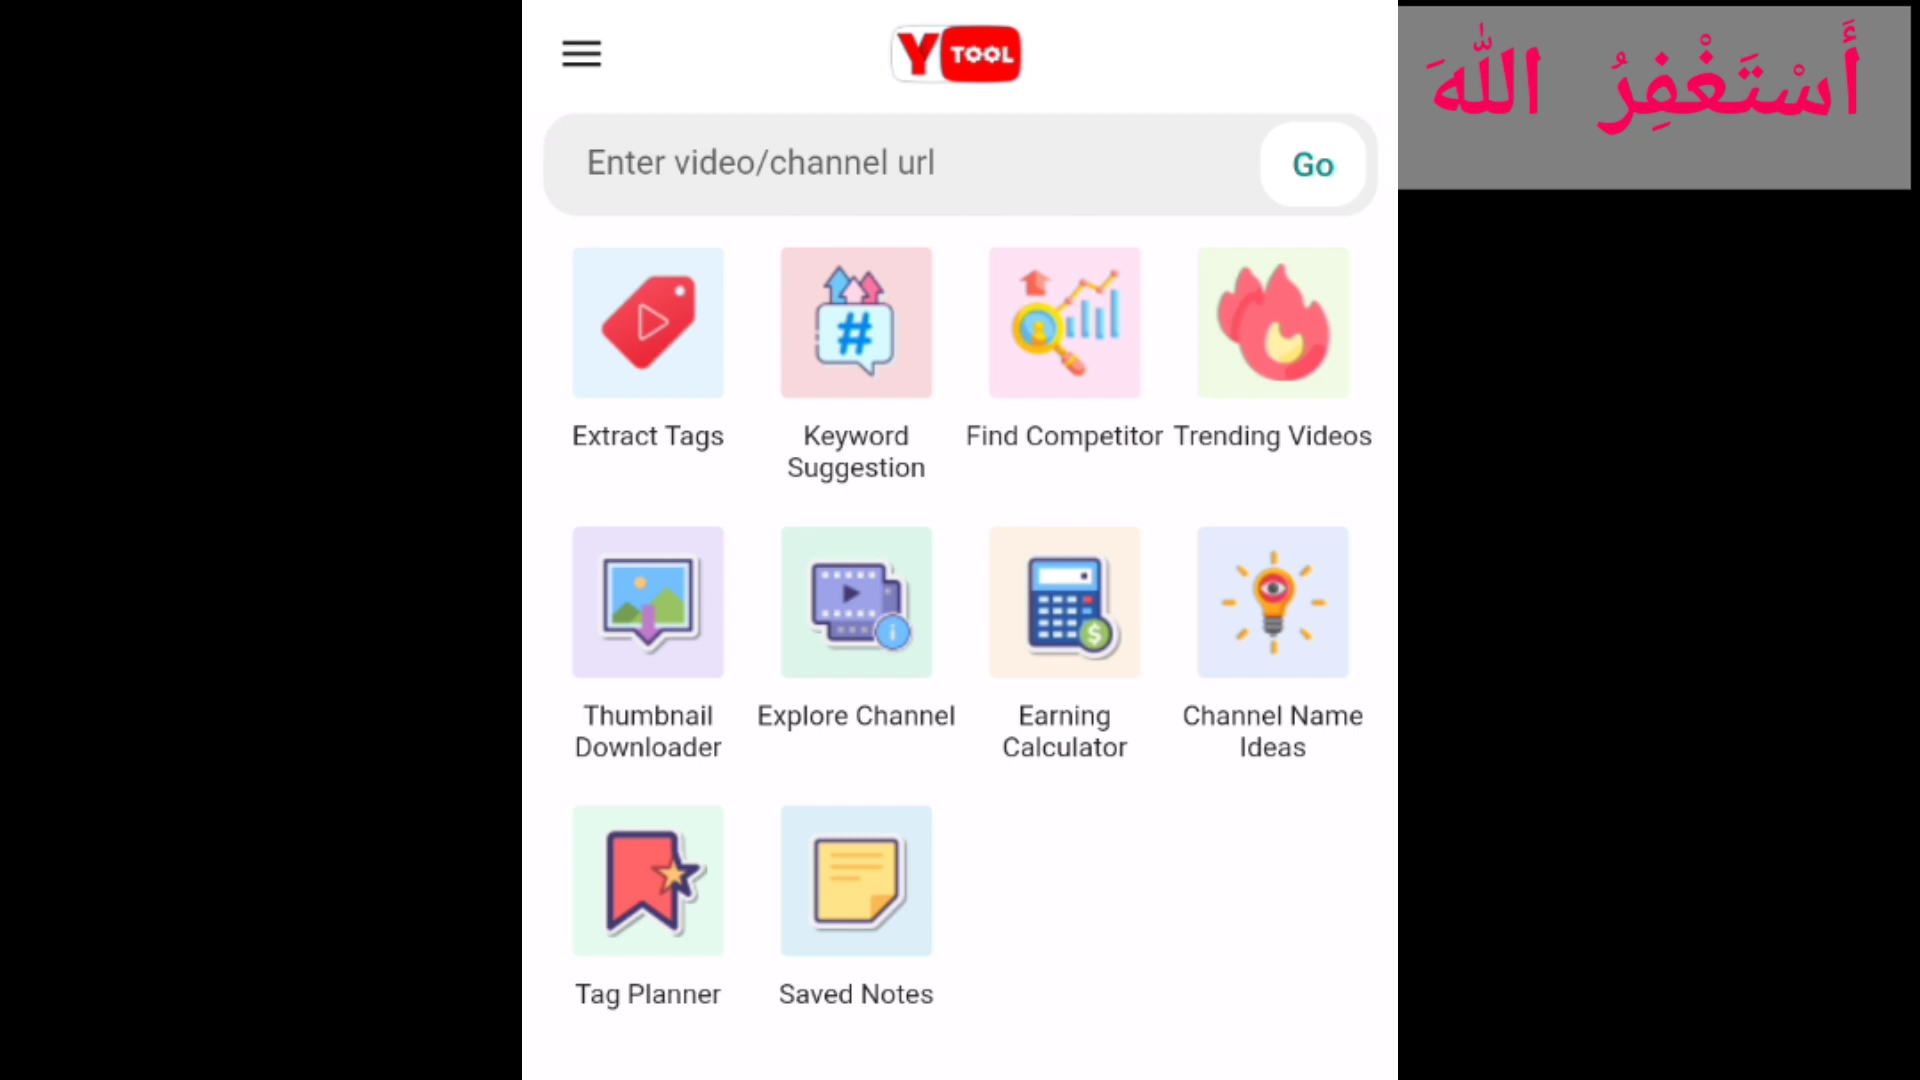 Y TOOL
أَسْتَغْفِرُ اللّٰهَ
Enter video/channel url
Go
Extract Tags
Keyword
Suggestion
Find Competitor
Trending Videos
Thumbnail
Downloader
Explore Channel
Earning
Calculator
Channel Name
Ideas
Tag Planner
Saved Notes